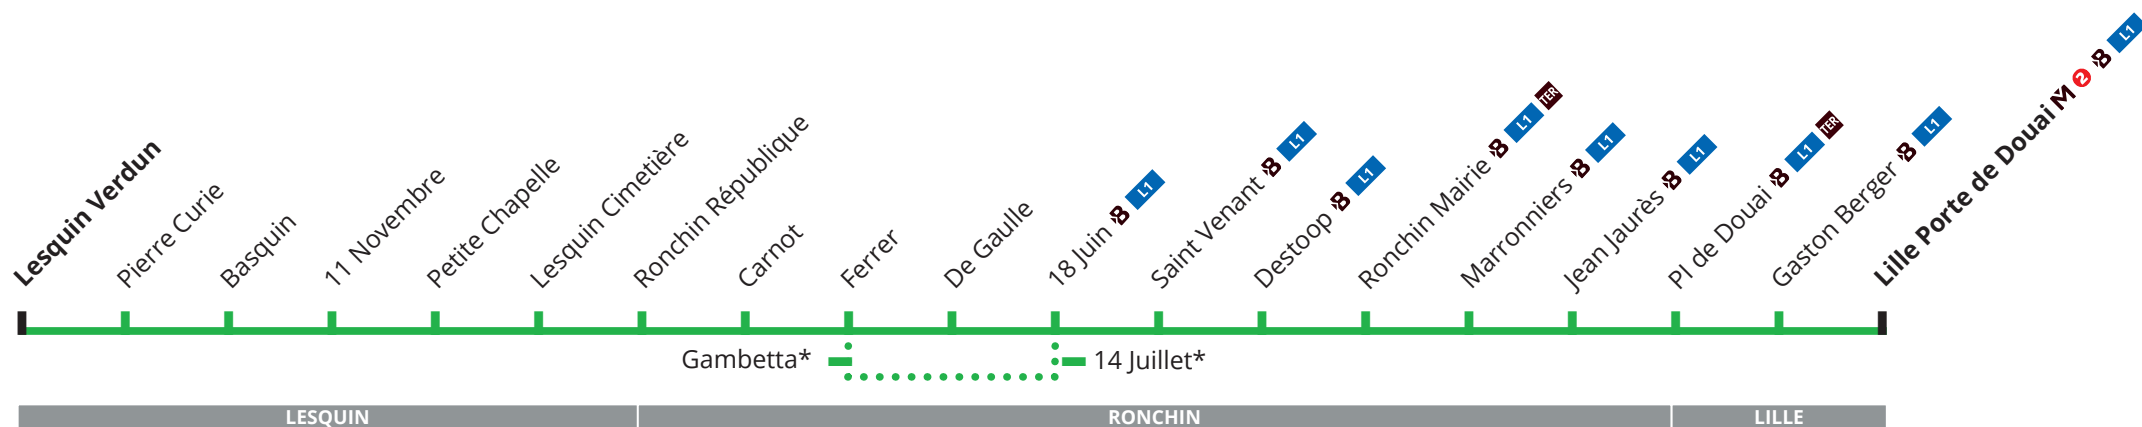 Lesquin Verdun
Pierre Curie
Basquin
11 Novembre
Petite Chapelle
Lesquin Cimetière
Ronchin République
Carnot
Ferrer
De Gaulle
18 Juin B L1
Saint Venant B L1
Destoop B L1
Ronchin Mairie B L1 TER
Marronniers B L1
Jean Jaurès B L1
Pl de Douai B L1 TER
Gaston Berger B L1
Lille Porte de Douai M 2 B L1
Gambetta*
14 Juillet*
LESQUIN
RONCHIN
LILLE